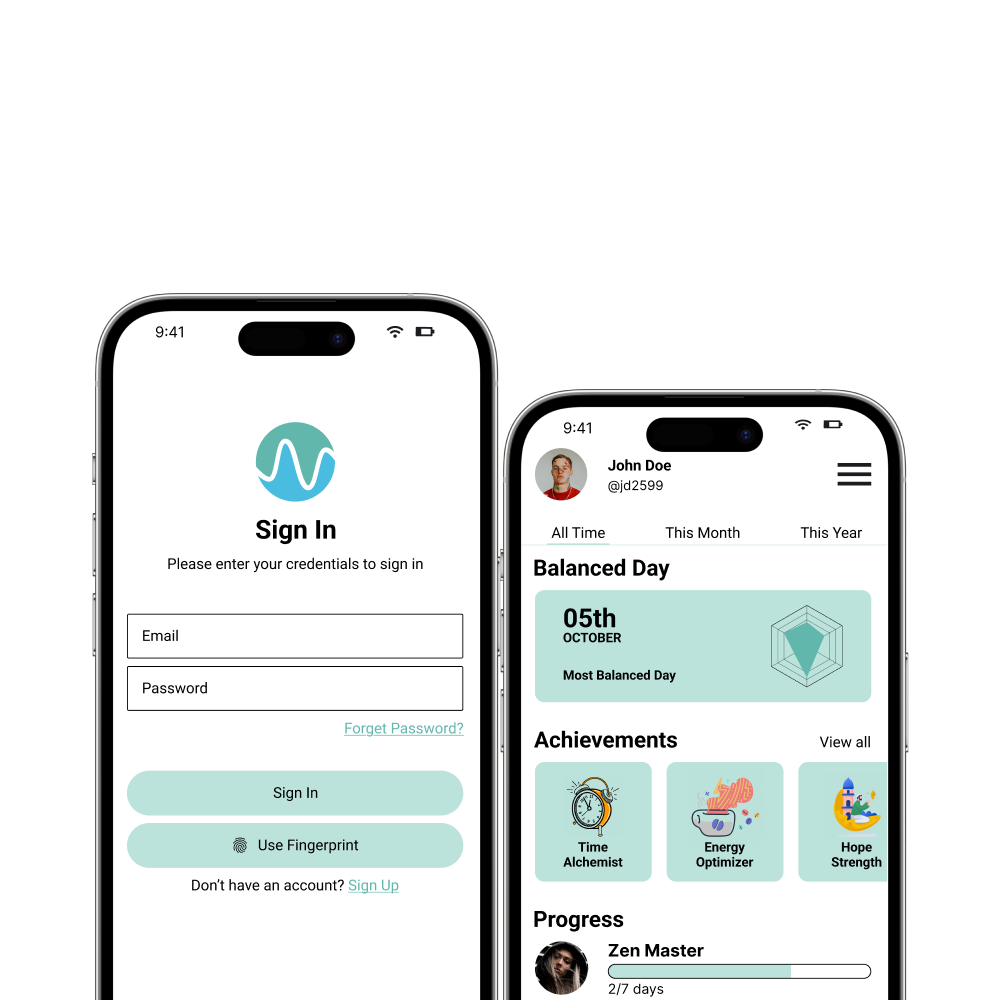 9:41
Sign In
Please enter your credentials to sign in
Email
Password
Forget Password?
Sign In
Use Fingerprint
Don't have an account? Sign Up
9:41
John Doe
@jd2599
All Time This Month This Year
Balanced Day
05th
OCTOBER
Most Balanced Day
Achievements View all
Time
Alchemist
Energy
Optimizer
Hope
Strength
Progress
Zen Master
2/7 days